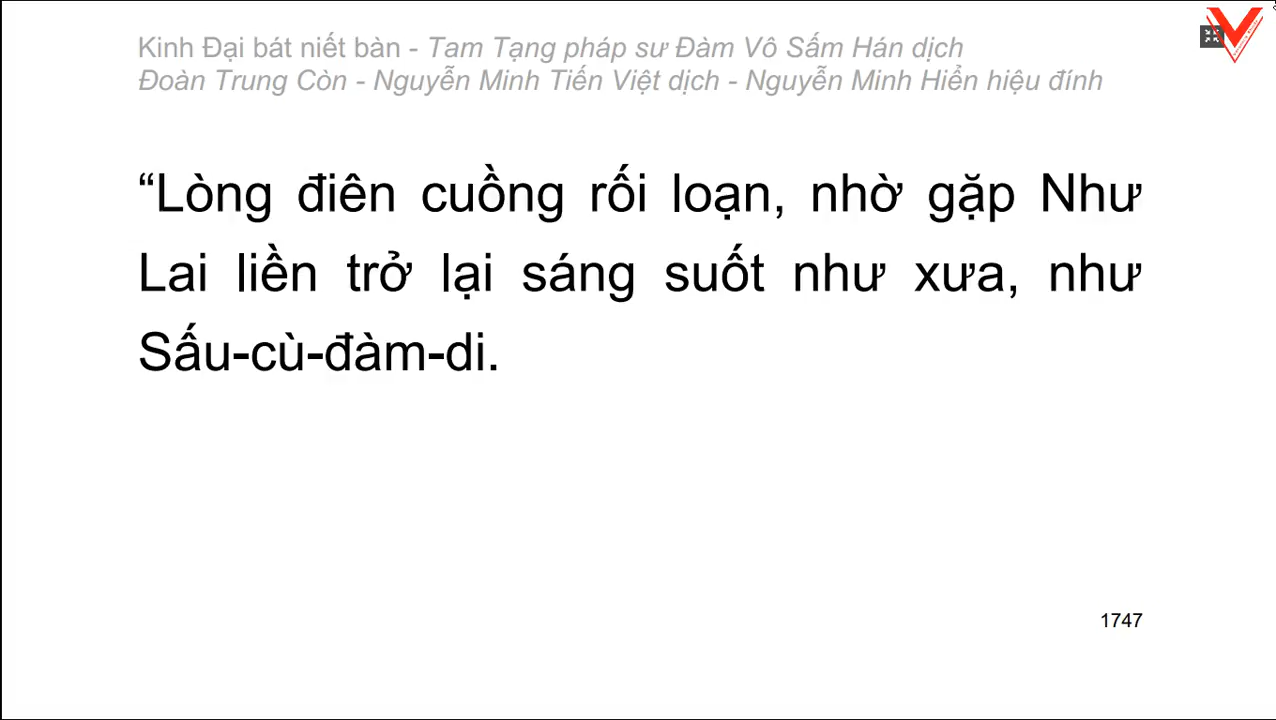 Kinh Đại bát niết bàn - Tam Tạng pháp sư Đàm Vô Sấm Hán dịch
Đoàn Trung Còn - Nguyễn Minh Tiến Việt dịch - Nguyễn Minh Hiển hiệu đính
“Lòng điên cuồng rối loạn, nhờ gặp Như
Lai liền trở lại sáng suốt như xưa, như
Sấu-cù-đàm-di.
1747